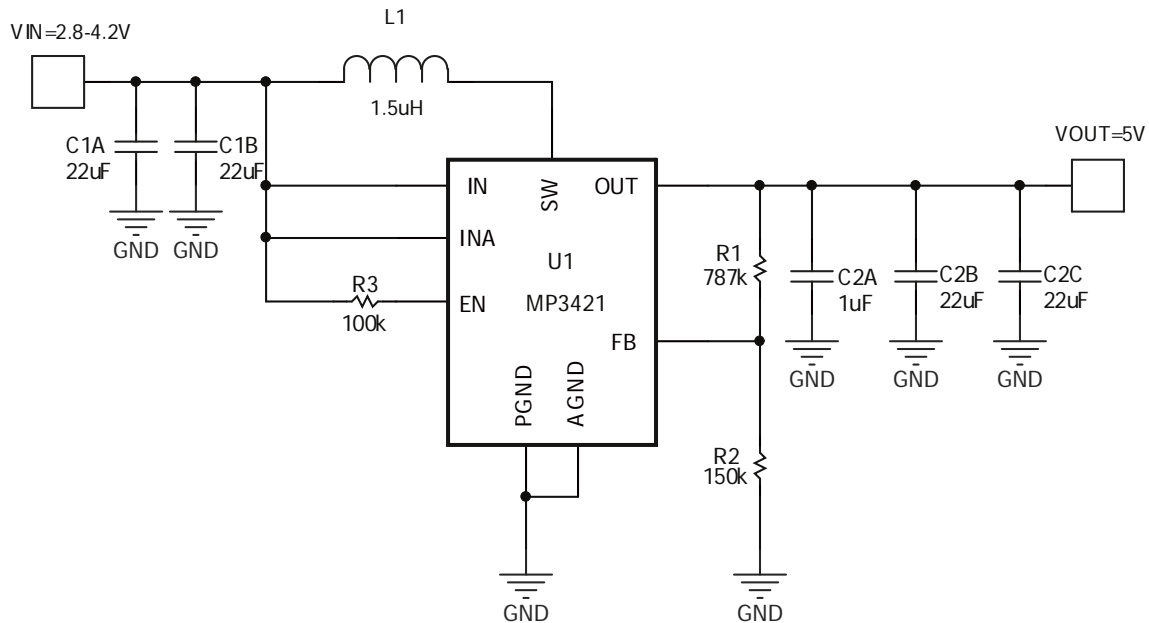 L1
VIN=2.8-4.2V
1.5uH
C1A
22uF
C1B
22uF
GND
GND
VOUT=5V
IN
SW
OUT
INA
U1
MP3421
R3
100k
EN
FB
PGND
AGND
R1
787k
C2A
1uF
C2B
22uF
C2C
22uF
GND
GND
GND
R2
150k
GND
GND